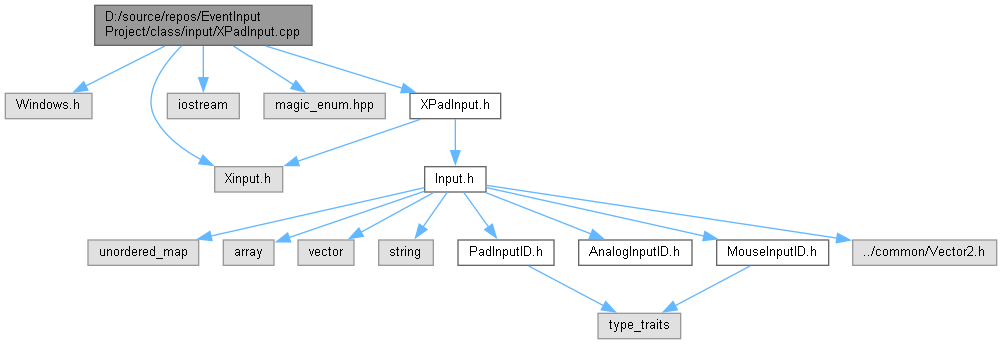 D:/source/repos/EventInput
Project/class/input/XPadInput.cpp
Windows.h
iostream
magic_enum.hpp
XPadInput.h
Xinput.h
Input.h
unordered_map
array
vector
string
PadInputID.h
AnalogInputID.h
MouseInputID.h
../common/Vector2.h
type_traits